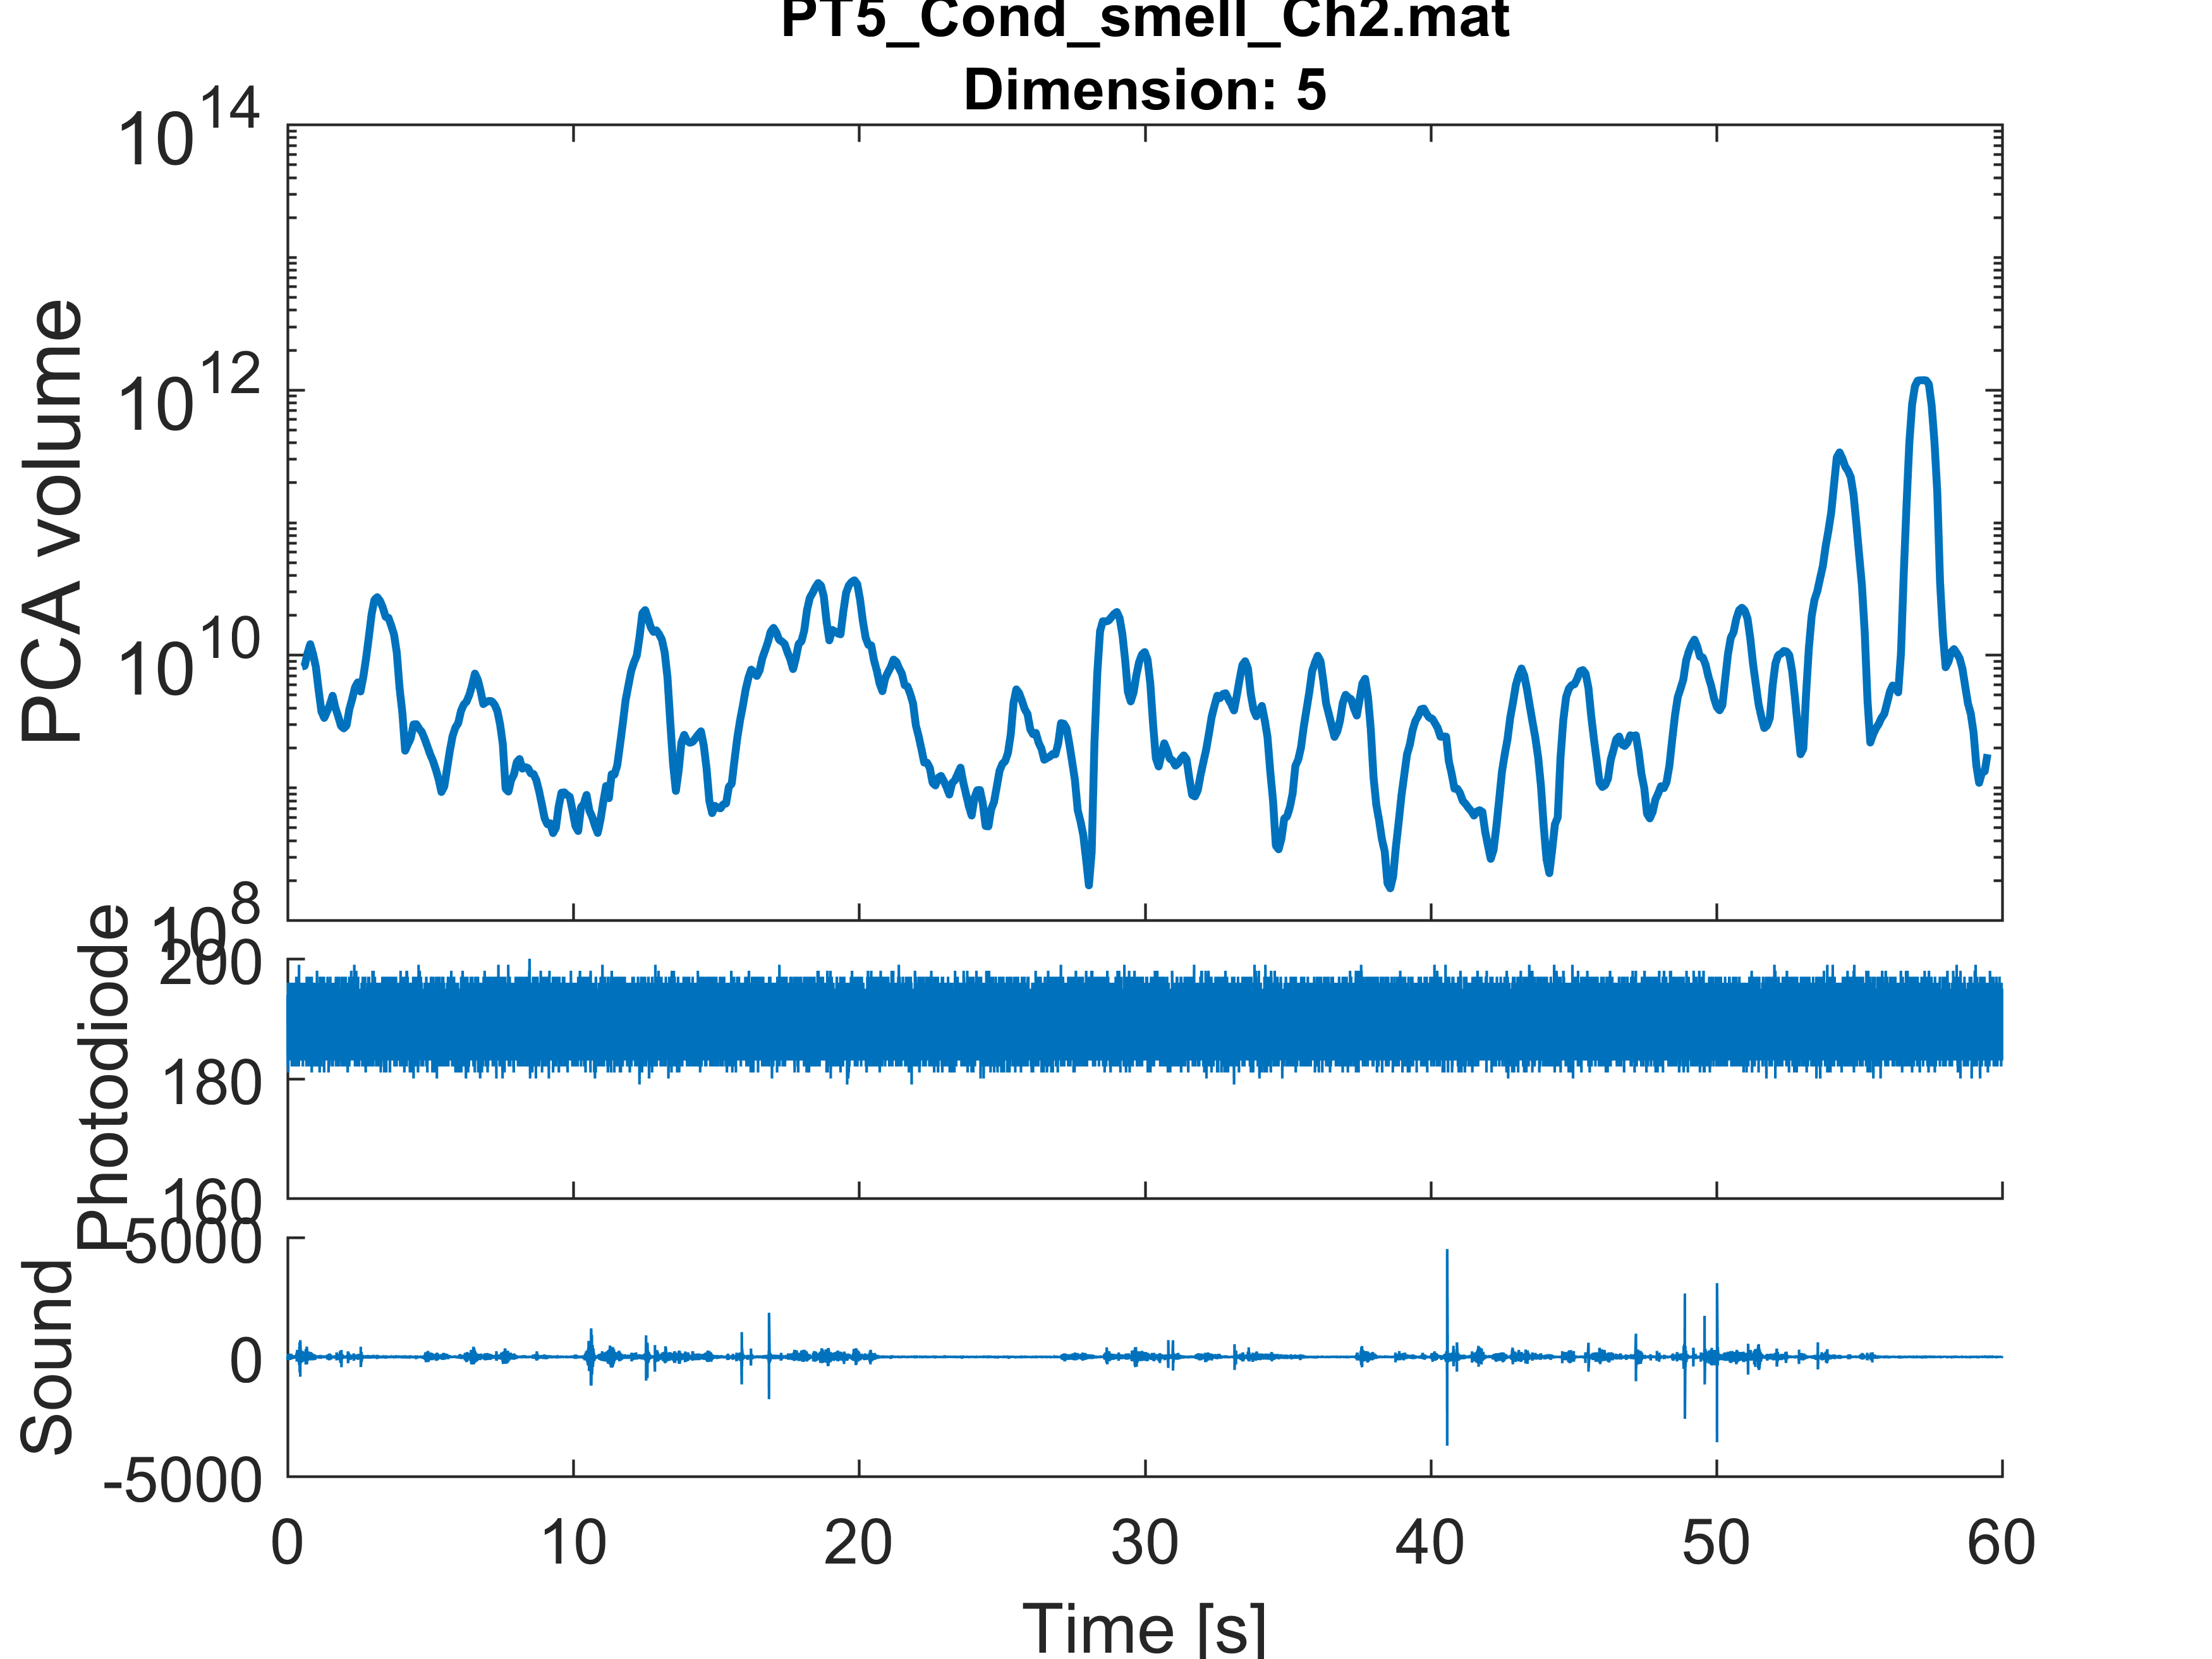 PT5_Cond_smell_Ch2.mat
Dimension: 5
PCA volume
10^14
10^12
10^10
10^8
Photodiode
200
180
160
Sound
5000
0
-5000
0 10 20 30 40 50 60
Time [s]